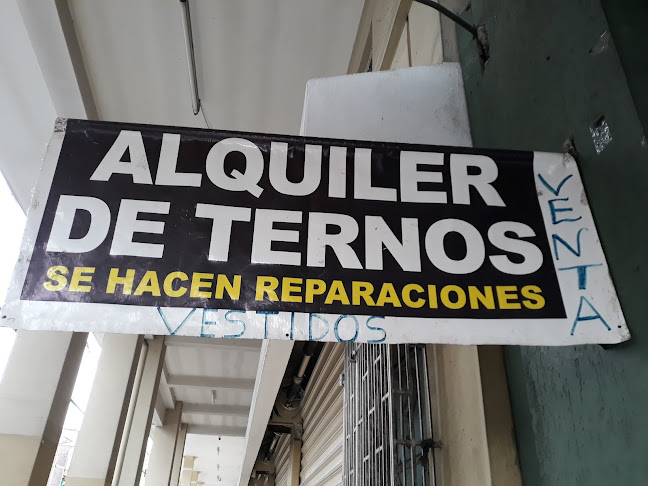 ALQUILER
DE TERNOS
SE HACEN REPARACIONES
VESTIDOS
VENTA